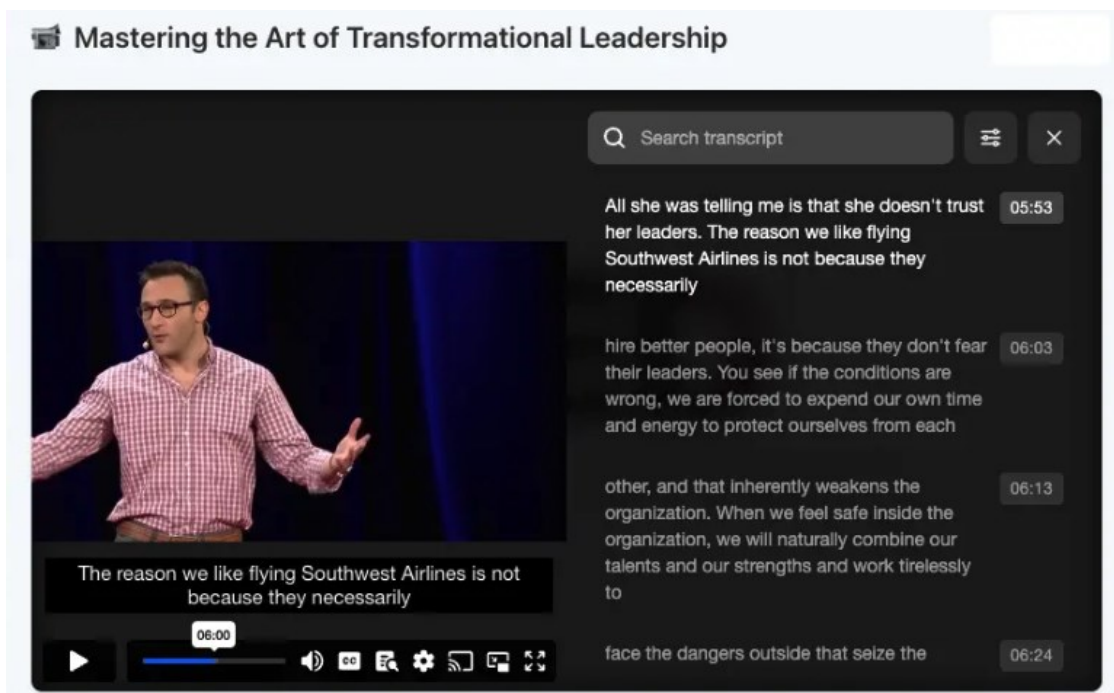 Mastering the Art of Transformational Leadership
Search transcript
All she was telling me is that she doesn't trust
her leaders. The reason we like flying
Southwest Airlines is not because they
necessarily
05:53
hire better people, it's because they don't fear
their leaders. You see if the conditions are
wrong, we are forced to expend our own time
and energy to protect ourselves from each
06:03
other, and that inherently weakens the
organization. When we feel safe inside the
organization, we will naturally combine our
talents and our strengths and work tirelessly
to
06:13
face the dangers outside that seize the
06:24
The reason we like flying Southwest Airlines is not
because they necessarily
06:00
CC